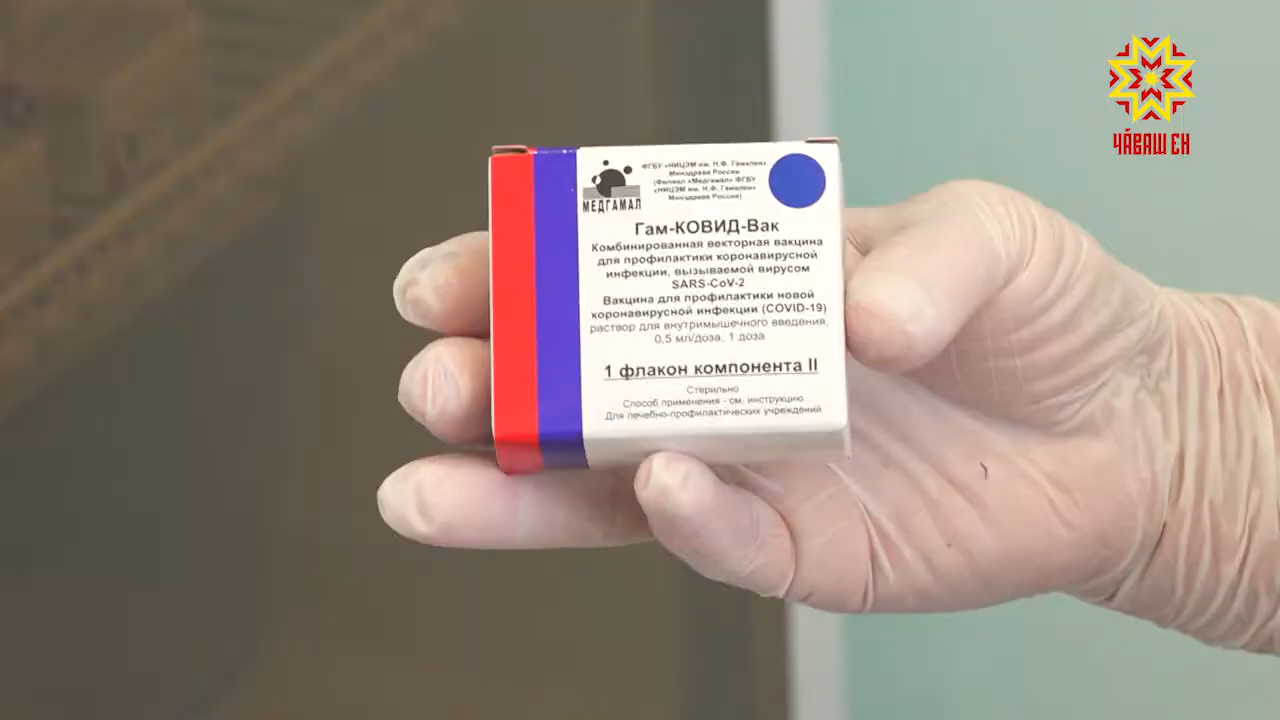 ЧӐВАШ ЕН
МЕДГАМАЛ
ФГБУ «НИЦЭМ им. Н.Ф. Гамалеи»
Минздрава России
(Филиал «Медгамал» ФГБУ
«НИЦЭМ им. Н.Ф. Гамалеи»
Минздрава России)
Гам-КОВИД-Вак
Комбинированная векторная вакцина
для профилактики коронавирусной
инфекции, вызываемой вирусом
SARS-CoV-2
Вакцина для профилактики новой
коронавирусной инфекции (COVID-19)
раствор для внутримышечного введения,
0,5 мл/доза, 1 доза
1 флакон компонента II
Стерильно
Способ применения - см. инструкцию
Для лечебно-профилактических учреждений